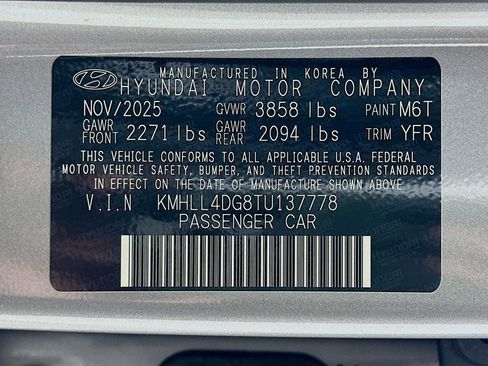 MANUFACTURED IN KOREA BY
HYUNDAI MOTOR COMPANY
NOV/2025 GVWR 3858 lbs PAINT M6T
GAWR FRONT 2271 lbs GAWR REAR 2094 lbs TRIM YFR
THIS VEHICLE CONFORMS TO ALL APPLICABLE U.S.A. FEDERAL
MOTOR VEHICLE SAFETY, BUMPER, AND THEFT PREVENTION STANDARDS
IN EFFECT ON THE DATE OF MANUFACTURE SHOWN ABOVE.
V.I.N KMHLL4DG8TU137778
PASSENGER CAR